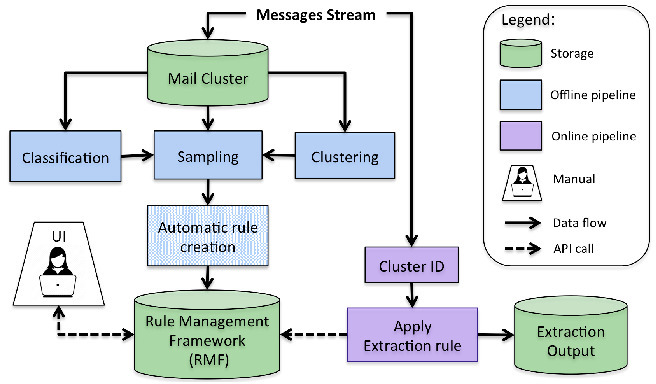 Messages Stream
Legend:
Mail Cluster
Storage
Classification
Sampling
Clustering
Offline pipeline
Online pipeline
Manual
Automatic rule
creation
Data flow
API call
UI
Cluster ID
Rule Management
Framework
(RMF)
Apply
Extraction rule
Extraction
Output